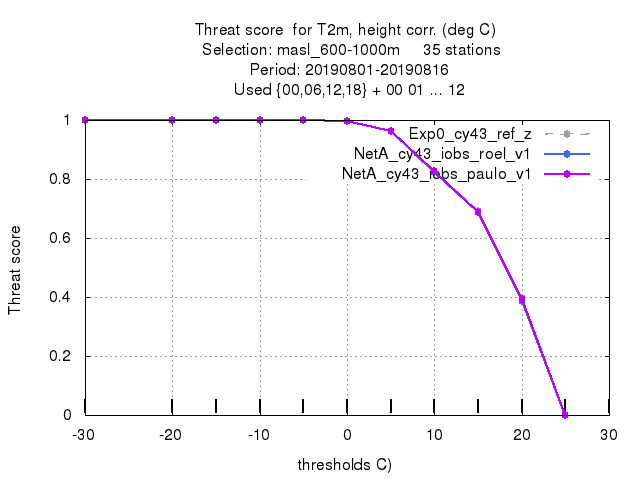 Threat score  for T2m, height corr. (deg C)
Selection: masl_600-1000m     35 stations
Period: 20190801-20190816
Used {00,06,12,18} + 00 01 ... 12
Exp0_cy43_ref_z
NetA_cy43_iobs_roel_v1
NetA_cy43_iobs_paulo_v1
1
0.8
0.6
0.4
0.2
0
Threat score
-30 -20 -10 0 10 20 30
thresholds C)